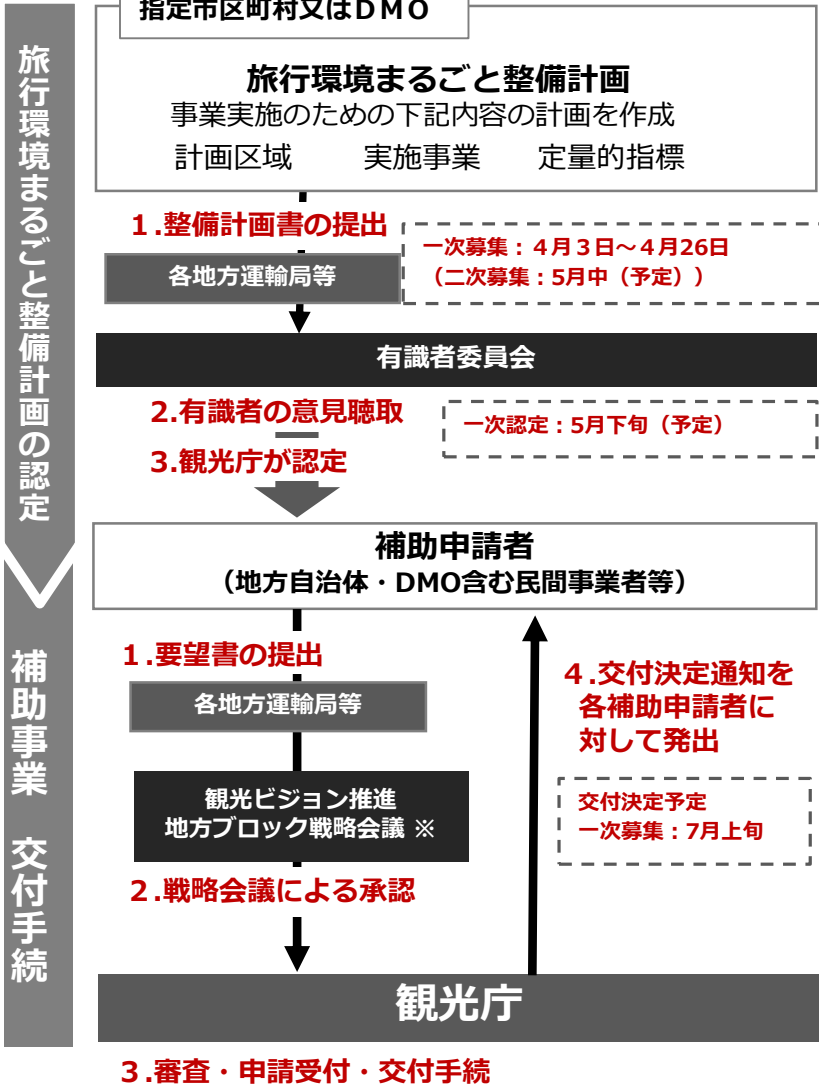 指定市区町村又はDMO
旅行環境まるごと整備計画の認定
旅行環境まるごと整備計画
事業実施のための下記内容の計画を作成
計画区域 実施事業 定量的指標
1.整備計画書の提出
一次募集：4月3日～4月26日
（二次募集：5月中（予定））
各地方運輸局等
有識者委員会
2.有識者の意見聴取
一次認定：5月下旬（予定）
3.観光庁が認定
補助申請者
（地方自治体・DMO含む民間事業者等）
補助事業 交付手続
1.要望書の提出
各地方運輸局等
観光ビジョン推進
地方ブロック戦略会議 ※
2.戦略会議による承認
4.交付決定通知を
各補助申請者に
対して発出
交付決定予定
一次募集：7月上旬
観光庁
3.審査・申請受付・交付手続